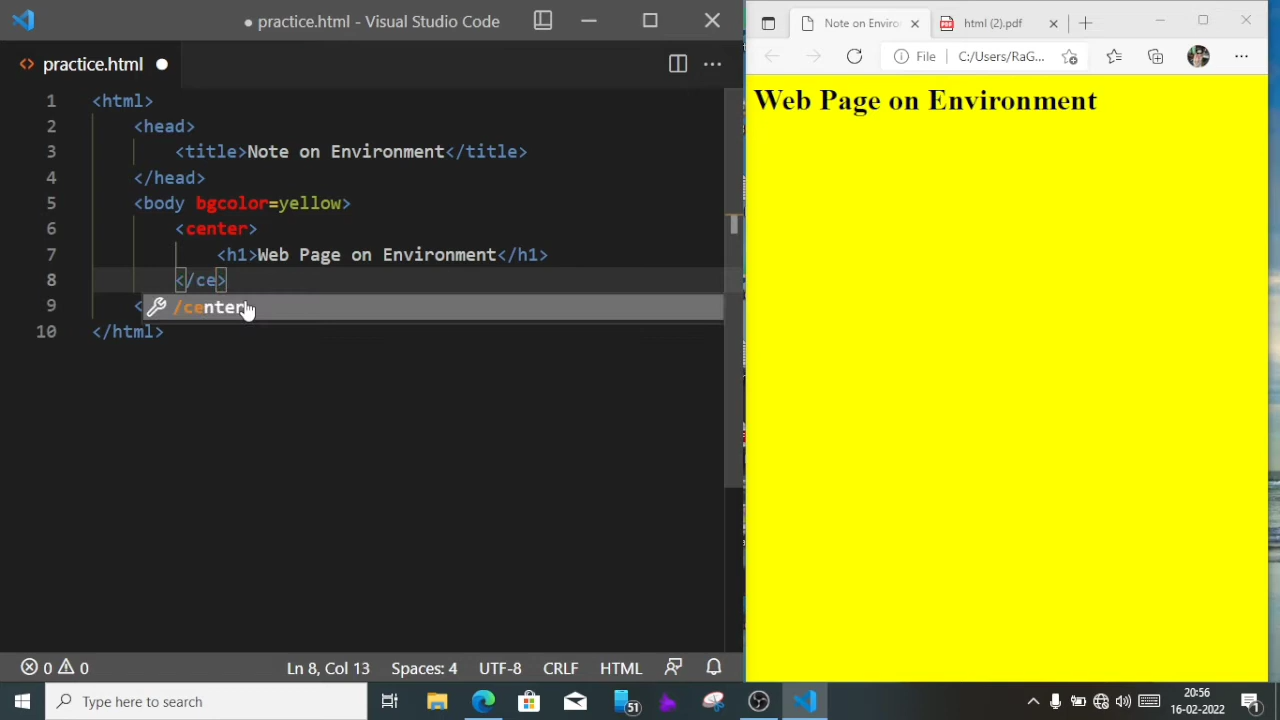 ● practice.html - Visual Studio Code
practice.html ●
1 <html>
2 <head>
3 <title>Note on Environment</title>
4 </head>
5 <body bgcolor=yellow>
6 <center>
7 <h1>Web Page on Environment</h1>
8 </ce>
9 <
/center
10 </html>
0 0
Ln 8, Col 13 Spaces: 4 UTF-8 CRLF HTML
Note on Enviro
html (2).pdf
File C:/Users/RaG...
Web Page on Environment
Type here to search
51
20:56
16-02-2022
1